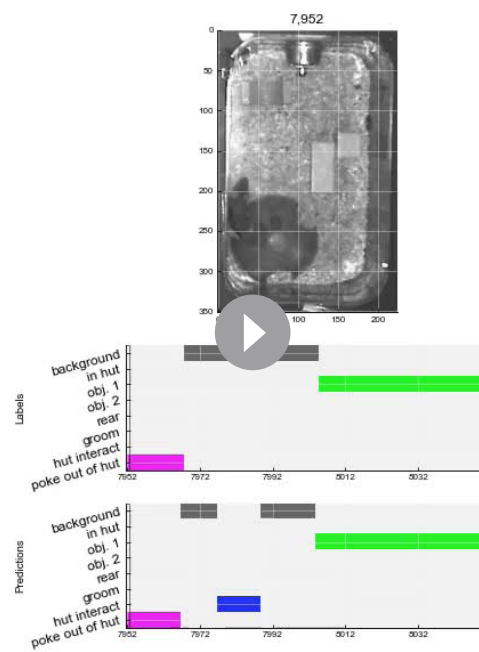 7,952
0
50
100
150
200
250
300
350
100 150 200
Labels
background
in hut
obj. 1
obj. 2
rear
groom
hut interact
poke out of hut
7952 7972 7992 8012 8032
Predictions
background
in hut
obj. 1
obj. 2
rear
groom
hut interact
poke out of hut
7952 7972 7992 8012 8032